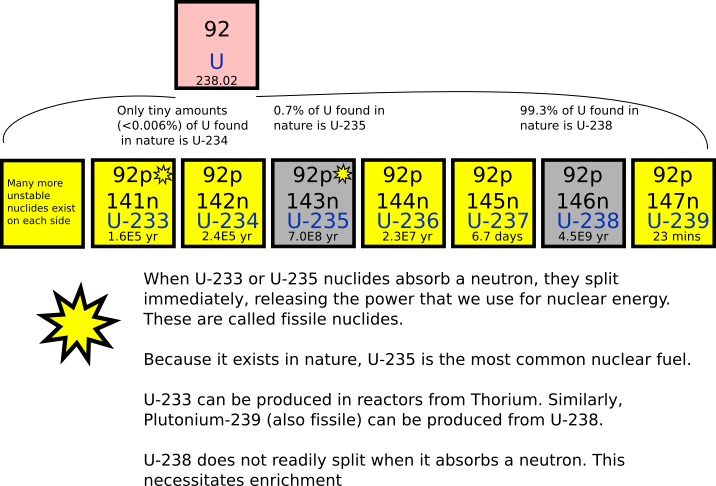 92
U
238.02
Only tiny amounts
(<0.006%) of U found
in nature is U-234
0.7% of U found in
nature is U-235
99.3% of U found in
nature is U-238
Many more
unstable
nuclides exist
on each side
92p
141n
U-233
1.6E5 yr
92p
142n
U-234
2.4E5 yr
92p
143n
U-235
7.0E8 yr
92p
144n
U-236
2.3E7 yr
92p
145n
U-237
6.7 days
92p
146n
U-238
4.5E9 yr
92p
147n
U-239
23 mins
When U-233 or U-235 nuclides absorb a neutron, they split
immediately, releasing the power that we use for nuclear energy.
These are called fissile nuclides.
Because it exists in nature, U-235 is the most common nuclear fuel.
U-233 can be produced in reactors from Thorium. Similarly,
Plutonium-239 (also fissile) can be produced from U-238.
U-238 does not readily split when it absorbs a neutron. This
necessitates enrichment